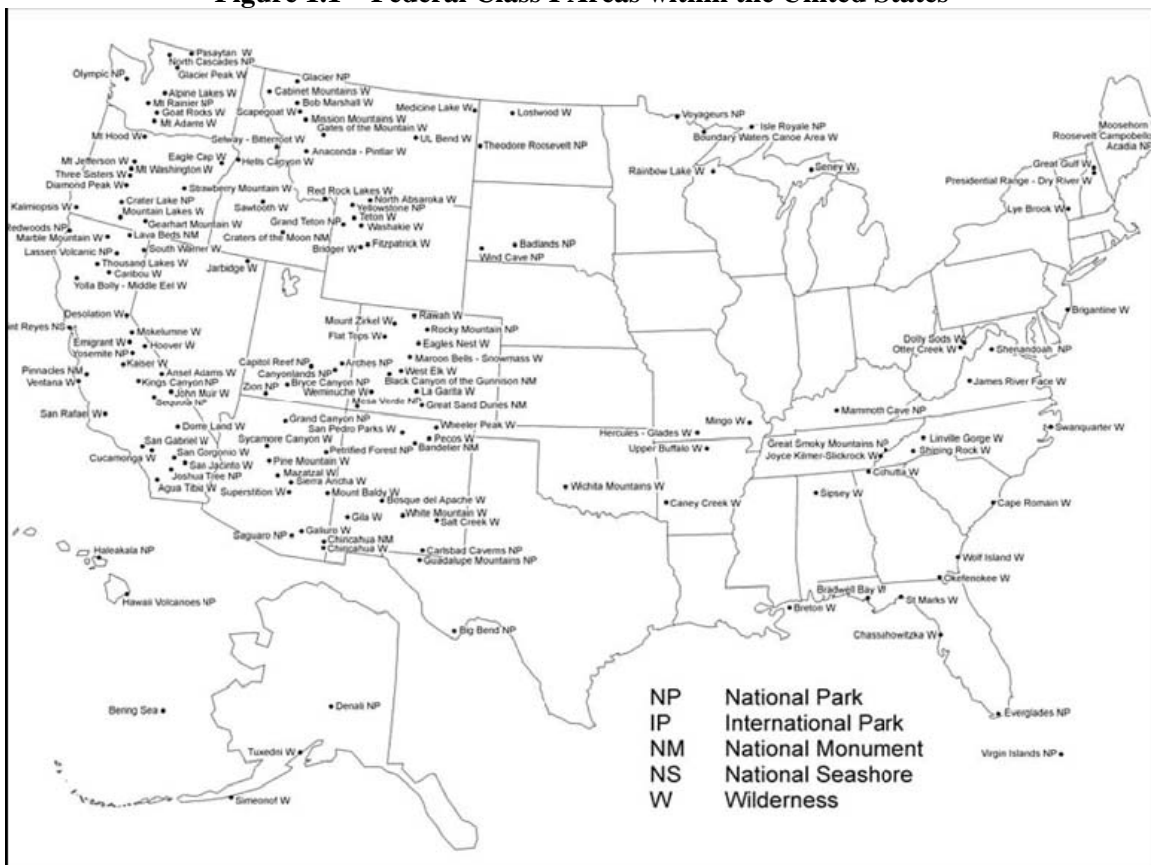 Figure 1.1 – Federal Class I Areas within the United States
Pasaytan W
North Cascades NP
Glacier Peak W
Olympic NP
Alpine Lakes W
Mt Rainier NP
Goat Rocks W
Mt Adams W
Mt Hood W
Glacier NP
Cabinet Mountains W
Bob Marshall W
Scapegoat W
Mission Mountains W
Gates of the Mountain W
Selway - Bitterroot W
Anaconda - Pintlar W
Medicine Lake W
UL Bend W
Lostwood W
Theodore Roosevelt NP
Voyageurs NP
Isle Royale NP
Boundary Waters Canoe Area W
Rainbow Lake W
Seney W
Moosehorn
Roosevelt Campobello
Acadia NP
Great Gulf W
Presidential Range - Dry River W
Lye Brook W
Mt Jefferson W
Mt Washington W
Three Sisters W
Diamond Peak W
Eagle Cap W
Hells Canyon W
Strawberry Mountain W
Kalmiopsis W
Crater Lake NP
Mountain Lakes W
Gearhart Mountain W
Redwoods NP
Marble Mountain W
Lava Beds NM
South Warner W
Lassen Volcanic NP
Thousand Lakes W
Caribou W
Yolla Bolly - Middle Eel W
Red Rock Lakes W
Sawtooth W
North Absaroka W
Yellowstone NP
Teton W
Grand Teton NP
Washakie W
Craters of the Moon NM
Bridger W
Fitzpatrick W
Jarbidge W
Badlands NP
Wind Cave NP
Desolation W
nt Reyes NS
Mokelumne W
Emigrant W
Hoover W
Yosemite NP
Kaiser W
Pinnacles NM
Ventana W
Ansel Adams W
Kings Canyon NP
John Muir W
Sequoia NP
San Rafael W
Dome Land W
San Gabriel W
Cucamonga W
San Gorgonio W
San Jacinto W
Joshua Tree NP
Agua Tibia W
Mount Zirkel W
Rawah W
Rocky Mountain NP
Flat Tops W
Eagles Nest W
Maroon Bells - Snowmass W
Capitol Reef NP
Arches NP
Canyonlands NP
West Elk W
Bryce Canyon NP
Black Canyon of the Gunnison NM
Zion NP
Weminuche W
La Garita W
Mesa Verde NP
Great Sand Dunes NM
Grand Canyon NP
Wheeler Peak W
San Pedro Parks W
Pecos W
Bandelier NM
Sycamore Canyon W
Petrified Forest NP
Pine Mountain W
Mazatzal W
Sierra Ancha W
Superstition W
Mount Baldy W
Bosque del Apache W
White Mountain W
Salt Creek W
Gila W
Saguaro NP
Galiuro W
Chiricahua NM
Chiricahua W
Carlsbad Caverns NP
Guadalupe Mountains NP
Big Bend NP
Wichita Mountains W
Hercules - Glades W
Mingo W
Upper Buffalo W
Caney Creek W
Mammoth Cave NP
Dolly Sods W
Otter Creek W
Shenandoah NP
Brigantine W
James River Face W
Swanquarter W
Great Smoky Mountains NP
Joyce Kilmer-Slickrock W
Linville Gorge W
Shining Rock W
Cohutta W
Sipsey W
Cape Romain W
Wolf Island W
Okefenokee W
Bradwell Bay W
St Marks W
Breton W
Chassahowitzka W
Everglades NP
Virgin Islands NP
Haleakala NP
Hawaii Volcanoes NP
Bering Sea
Denali NP
Tuxedni W
Simeonof W
NP National Park
IP International Park
NM National Monument
NS National Seashore
W Wilderness